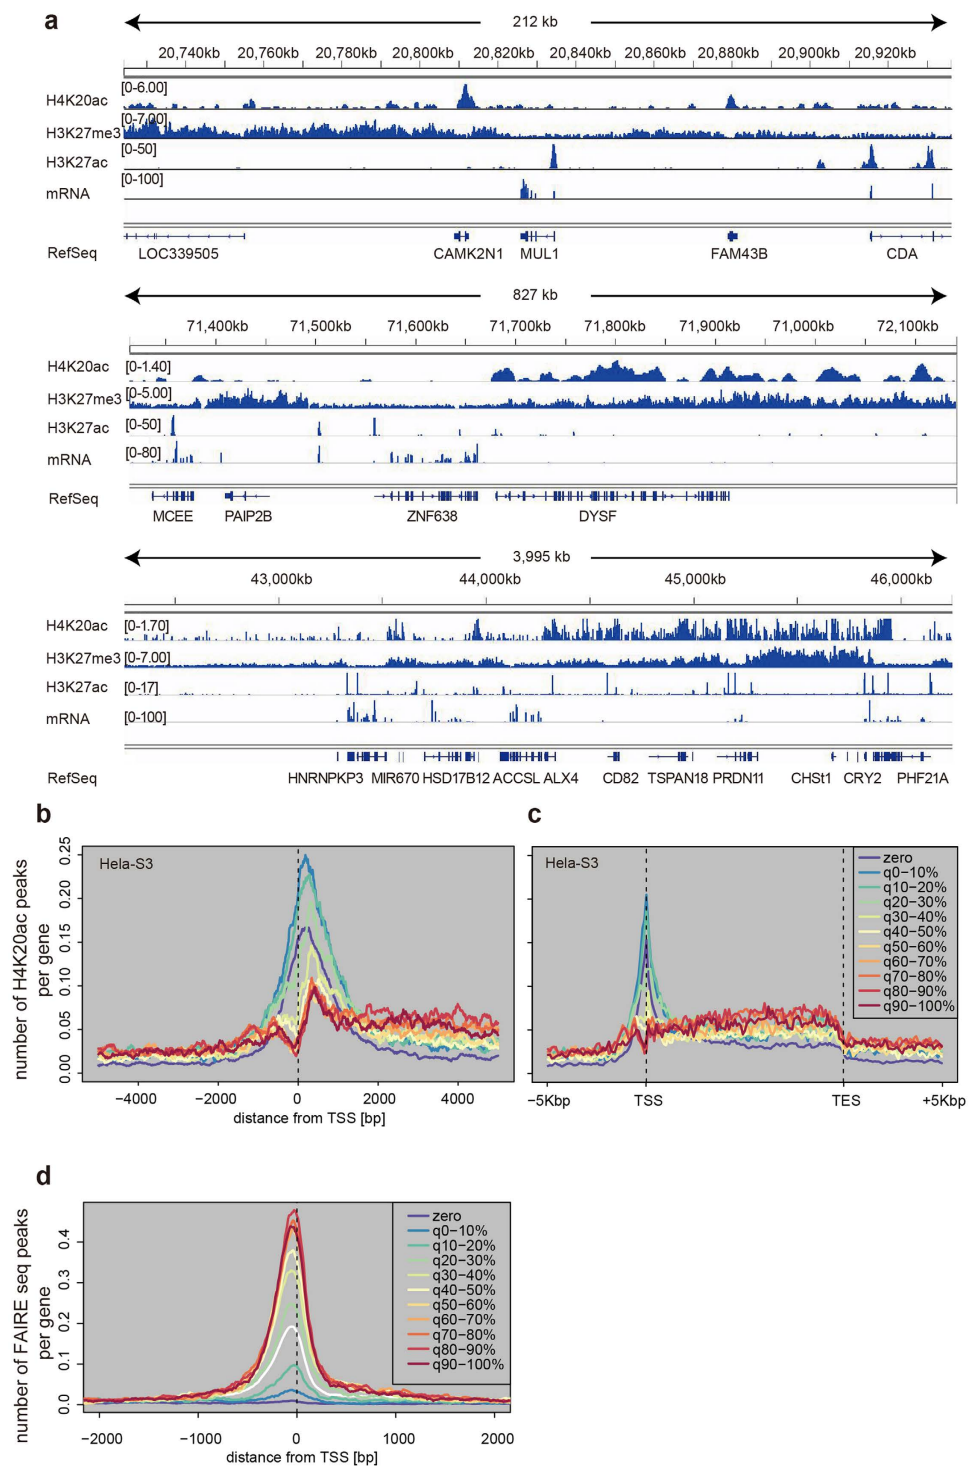 a
212 kb
20,740kb 20,760kb 20,780kb 20,800kb 20,820kb 20,840kb 20,860kb 20,880kb 20,900kb 20,920kb
H4K20ac [0-6.00]
H3K27me3 [0-7.00]
H3K27ac [0-50]
mRNA [0-100]
RefSeq LOC339505 CAMK2N1 MUL1 FAM43B CDA
827 kb
71,400kb 71,500kb 71,600kb 71,700kb 71,800kb 71,900kb 71,000kb 72,100kb
H4K20ac [0-1.40]
H3K27me3 [0-5.00]
H3K27ac [0-50]
mRNA [0-80]
RefSeq MCEE PAIP2B ZNF638 DYSF
3,995 kb
43,000kb 44,000kb 45,000kb 46,000kb
H4K20ac [0-1.70]
H3K27me3 [0-7.00]
H3K27ac [0-17]
mRNA [0-100]
RefSeq HNRNPKP3 MIR670 HSD17B12 ACCSL ALX4 CD82 TSPAN18 PRDN11 CHSt1 CRY2 PHF21A
b
Hela-S3
number of H4K20ac peaks
per gene
0.25
0.20
0.15
0.10
0.05
0.00
−4000 −2000 0 2000 4000
distance from TSS [bp]
c
Hela-S3
zero
q0−10%
q10−20%
q20−30%
q30−40%
q40−50%
q50−60%
q60−70%
q70−80%
q80−90%
q90−100%
−5Kbp TSS TES +5Kbp
d
number of FAIRE seq peaks
per gene
0.4
0.3
0.2
0.1
0.0
zero
q0−10%
q10−20%
q20−30%
q30−40%
q40−50%
q50−60%
q60−70%
q70−80%
q80−90%
q90−100%
−2000 −1000 0 1000 2000
distance from TSS [bp]